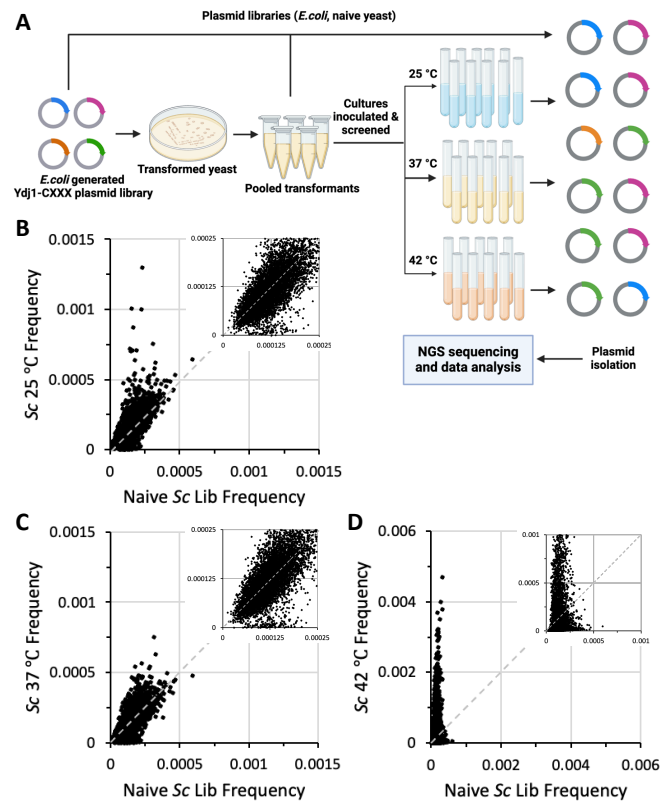 A
Plasmid libraries (E.coli, naive yeast)
E.coli generated
Ydj1-CXXX plasmid library
Transformed yeast
Pooled transformants
Cultures
inoculated &
screened
25 °C
37 °C
42 °C
NGS sequencing
and data analysis
Plasmid
isolation
B
0.0015
0.001
0.0005
0
Sc 25 °C Frequency
0.00025
0.000125
0
0
0.000125
0.00025
0
0.0005
0.001
0.0015
Naive Sc Lib Frequency
C
0.0015
0.001
0.0005
0
Sc 37 °C Frequency
0.00025
0.000125
0
0
0.000125
0.00025
0
0.0005
0.001
0.0015
Naive Sc Lib Frequency
D
0.006
0.004
0.002
0
Sc 42 °C Frequency
0.001
0.0005
0
0
0.0005
0.001
0
0.002
0.004
0.006
Naive Sc Lib Frequency